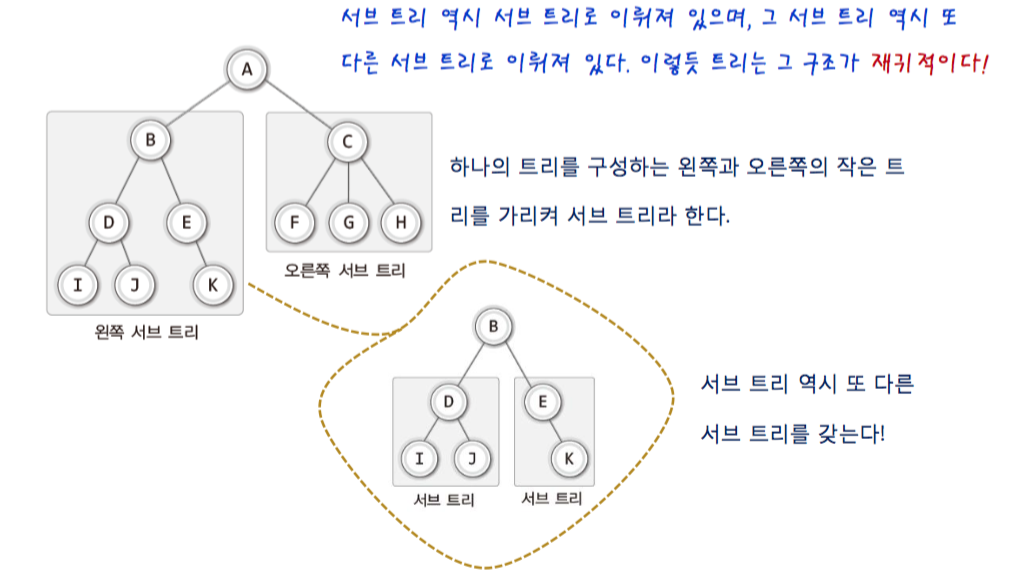 서브 트리 역시 서브 트리로 이뤄져 있으며, 그 서브 트리 역시 또
다른 서브 트리로 이뤄져 있다. 이렇듯 트리는 그 구조가 재귀적이다!
A
B
C
D
E
F
G
H
I
J
K
왼쪽 서브 트리
오른쪽 서브 트리
하나의 트리를 구성하는 왼쪽과 오른쪽의 작은 트
리를 가리켜 서브 트리라 한다.
B
D
E
I
J
K
서브 트리
서브 트리
서브 트리 역시 또 다른
서브 트리를 갖는다!